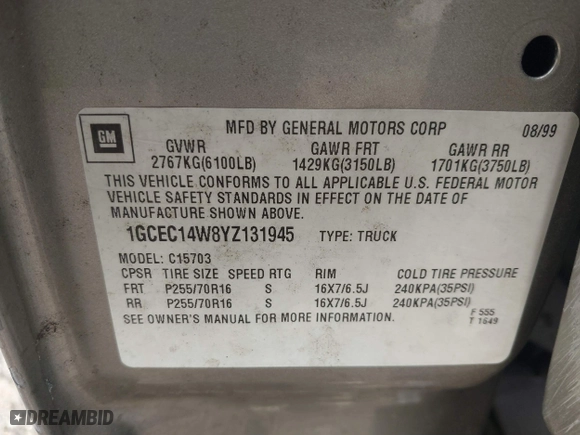 MFD BY GENERAL MOTORS CORP 08/99
GM
GVWR GAWR FRT GAWR RR
2767KG(6100LB) 1429KG(3150LB) 1701KG(3750LB)
THIS VEHICLE CONFORMS TO ALL APPLICABLE U.S. FEDERAL MOTOR
VEHICLE SAFETY STANDARDS IN EFFECT ON THE DATE OF
MANUFACTURE SHOWN ABOVE.
1GCEC14W8YZ131945 TYPE: TRUCK
MODEL: C15703
CPSR TIRE SIZE SPEED RTG RIM COLD TIRE PRESSURE
FRT P255/70R16 S 16X7/6.5J 240KPA(35PSI)
RR P255/70R16 S 16X7/6.5J 240KPA(35PSI)
SEE OWNER'S MANUAL FOR MORE INFORMATION.
F 555
T 1649
DREAMBID